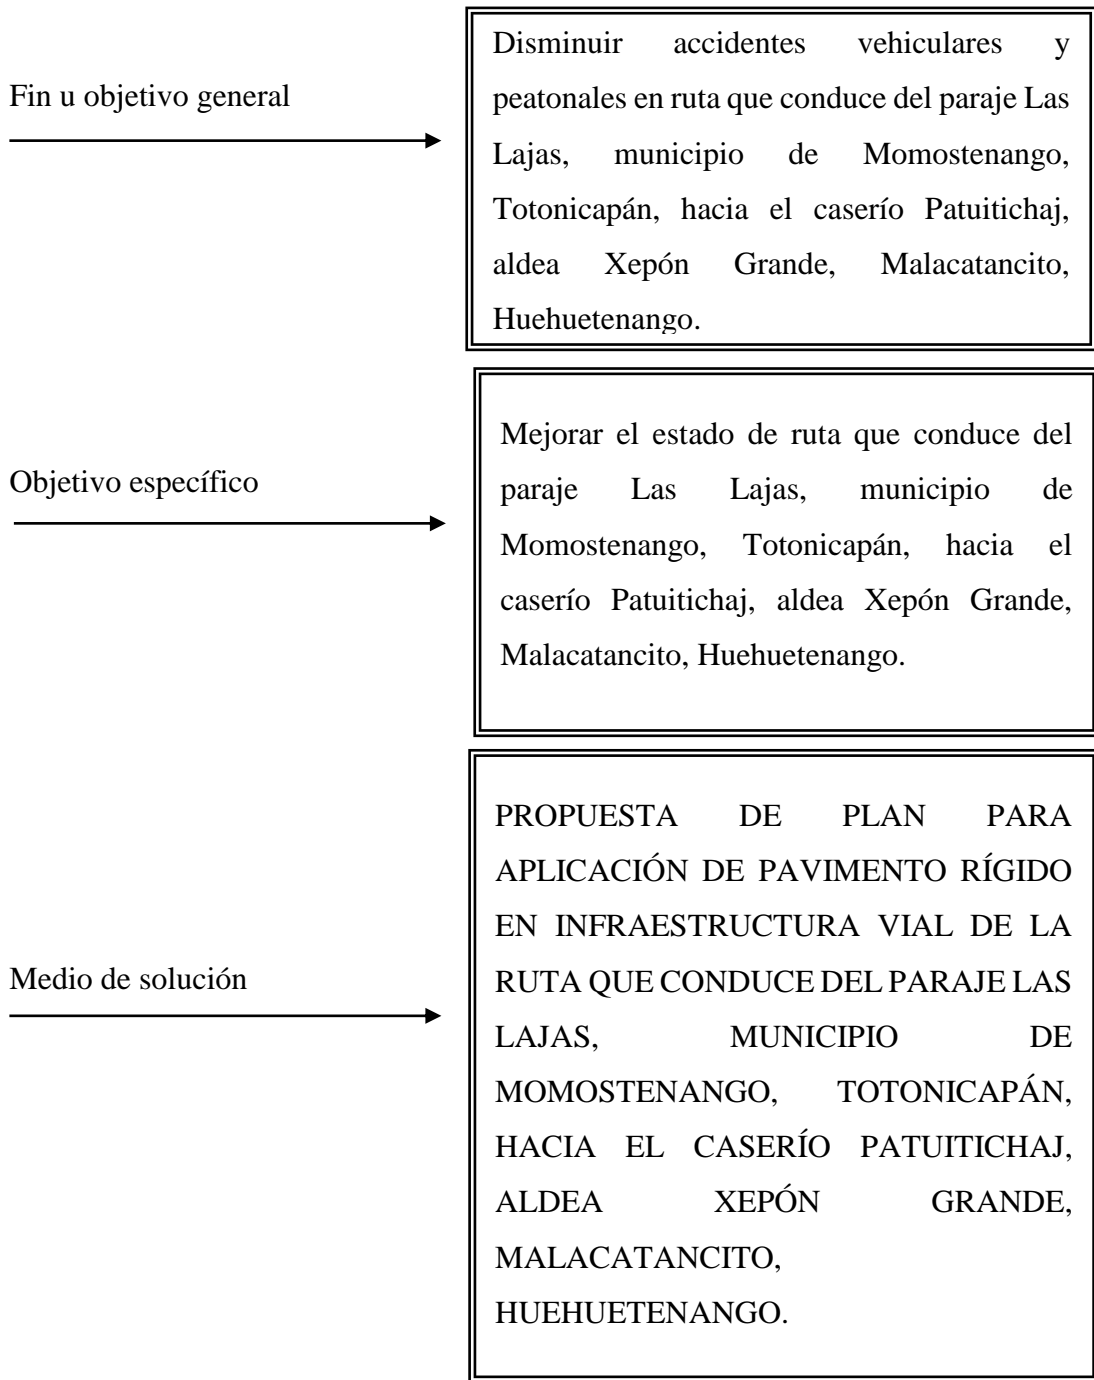 Fin u objetivo general
Disminuir accidentes vehiculares y
peatonales en ruta que conduce del paraje Las
Lajas, municipio de Momostenango,
Totonicapán, hacia el caserío Patuitichaj,
aldea Xepón Grande, Malacatancito,
Huehuetenango.
Objetivo específico
Mejorar el estado de ruta que conduce del
paraje Las Lajas, municipio de
Momostenango, Totonicapán, hacia el
caserío Patuitichaj, aldea Xepón Grande,
Malacatancito, Huehuetenango.
Medio de solución
PROPUESTA DE PLAN PARA
APLICACIÓN DE PAVIMENTO RÍGIDO
EN INFRAESTRUCTURA VIAL DE LA
RUTA QUE CONDUCE DEL PARAJE LAS
LAJAS, MUNICIPIO DE
MOMOSTENANGO, TOTONICAPÁN,
HACIA EL CASERÍO PATUITICHAJ,
ALDEA XEPÓN GRANDE,
MALACATANCITO,
HUEHUETENANGO.